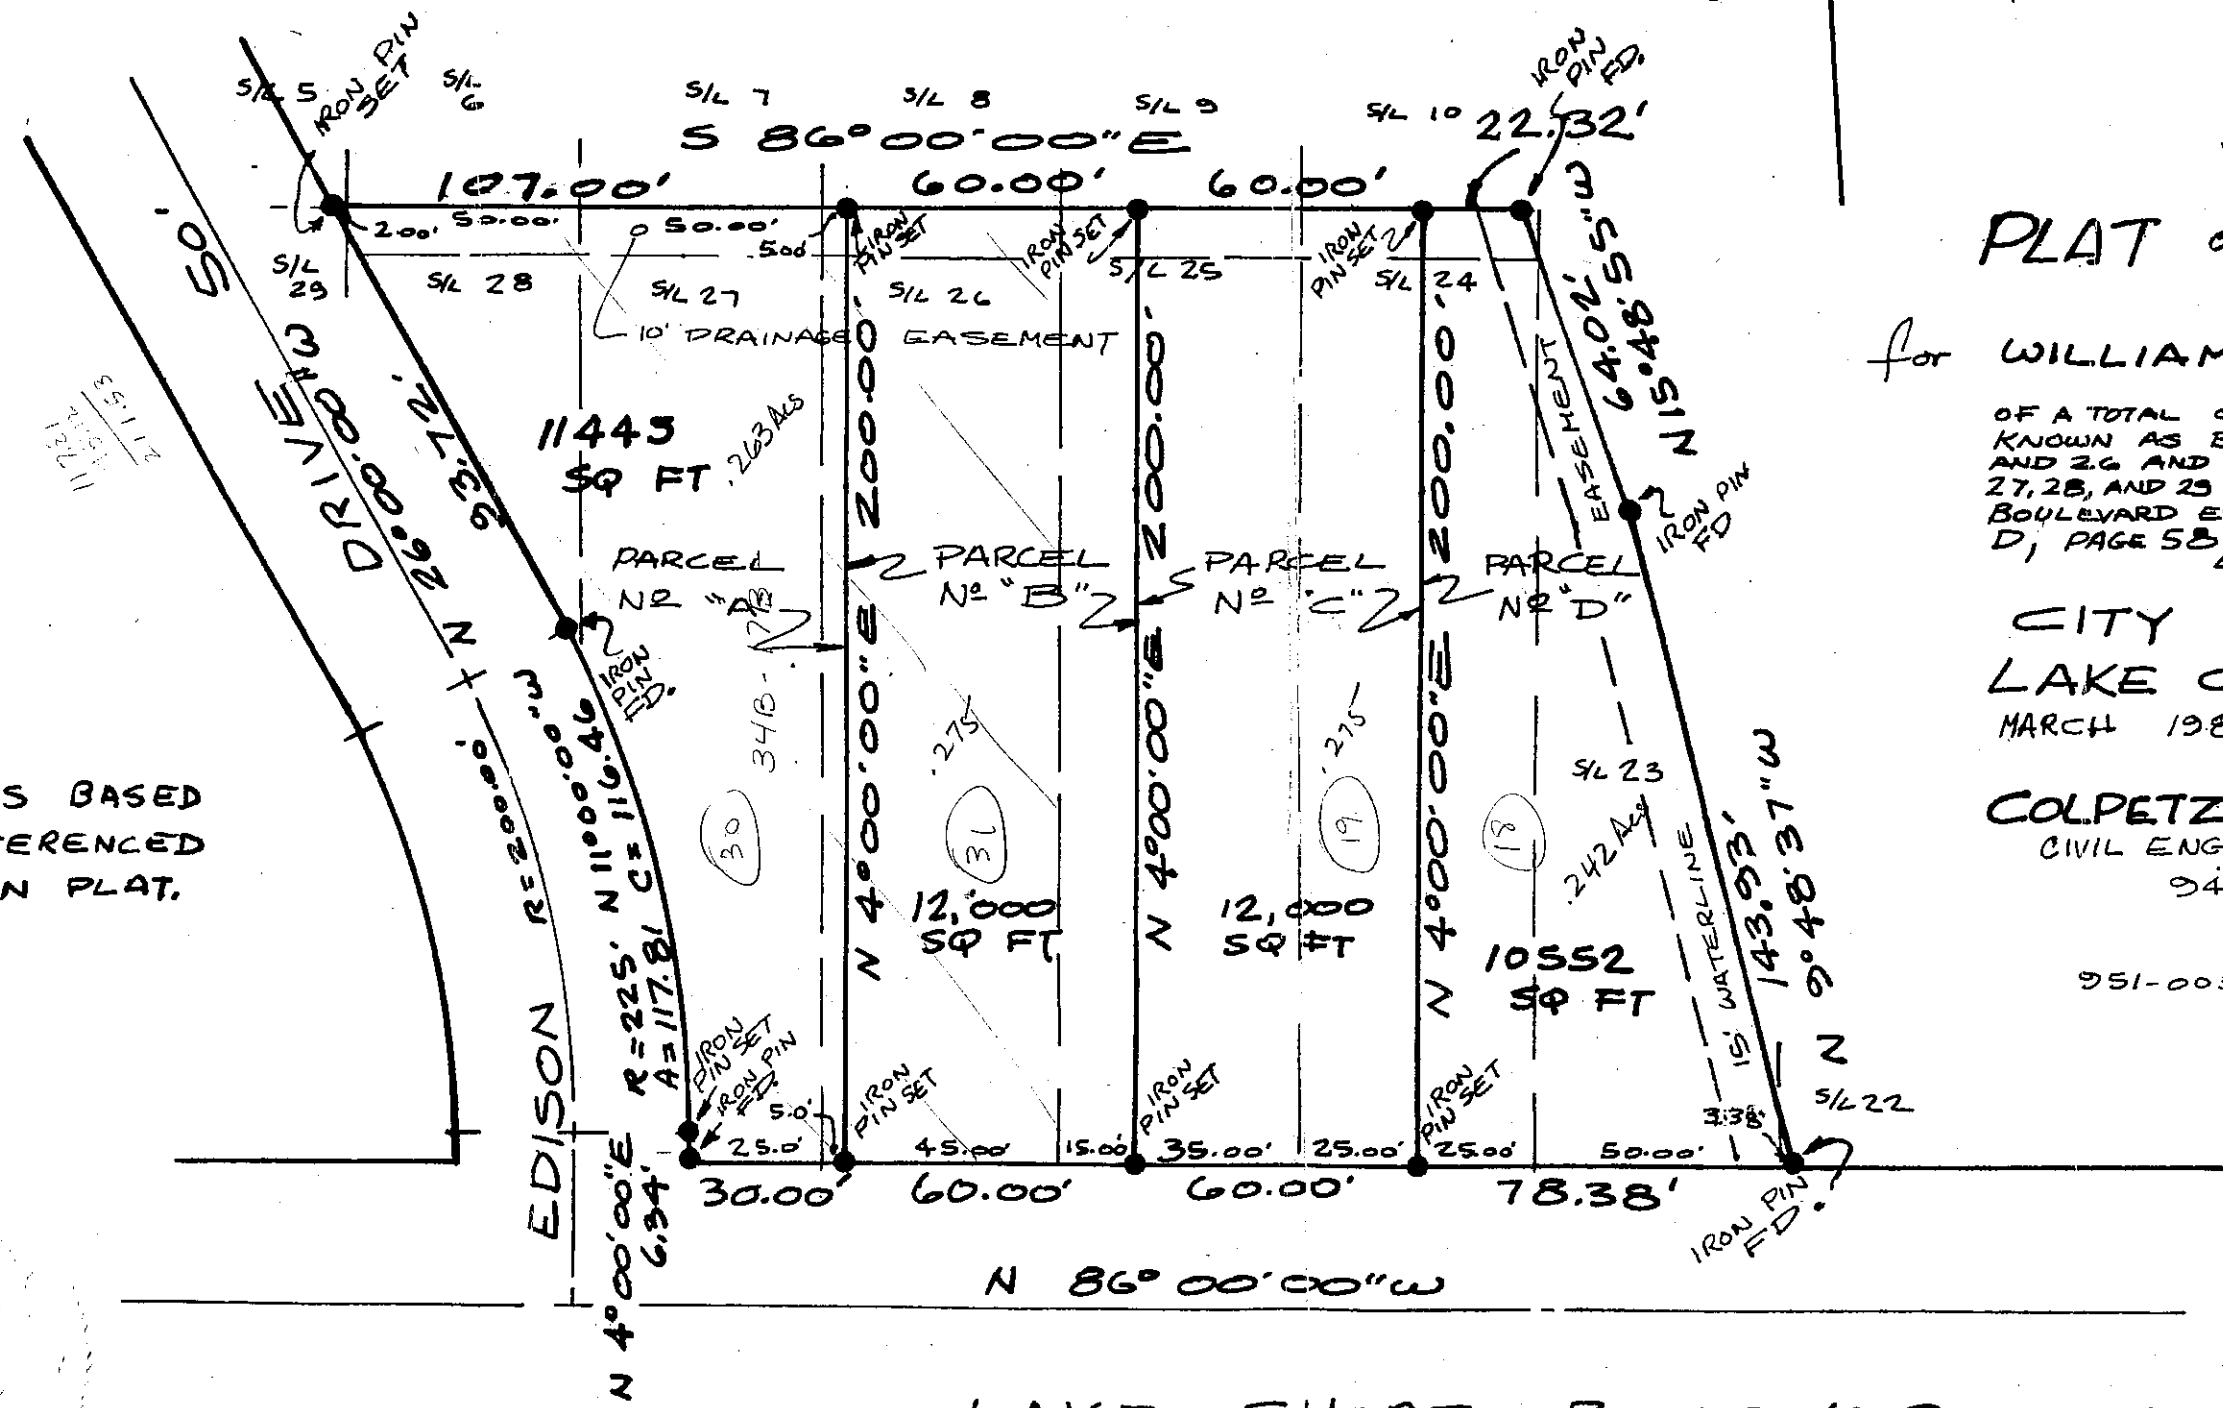 IRON PIN
SET
S/L 5
S/L
6
S/L 7
S/L 8
S/L 9
S/L 10
IRON
PIN
FD.
22.32'
S 86°00'00"E
107.00'
60.00'
60.00'
2.00'
50.00'
50.00'
5.00'
IRON
PIN SET
IRON
PIN SET
IRON
PIN SET
50'
S/L
29
S/L 28
S/L 27
S/L 26
S/L 25
S/L 24
10' DRAINAGE EASEMENT
N 15°48'55"W
64.02'
PLAT
for WILLIAM
OF A TOTAL
KNOWN AS
AND 26 AND
27, 28, AND 29
BOULEVARD
D, PAGE 58,
CITY
LAKE
MARCH 198
COLPETZ
CIVIL ENG
94
951-003
DRIVE
N 26°00'00"W
93.72'
11443
SQ FT
.263 Acs
200.00'
200.00'
200.00'
EASEMENT
IRON PIN
FD
PARCEL
Nº "A"
PARCEL
Nº "B"
PARCEL
Nº "C"
PARCEL
Nº "D"
IRON
PIN
FD.
34B-
.275
.275
S/L 23
.242 Acs
30
31
19
18
N 4°00'00"E
N 4°00'00"E
N 4°00'00"E
12,000
SQ FT
12,000
SQ FT
10552
SQ FT
15' WATERLINE
143.93'
N 9°48'37"W
S BASED
ERENCED
N PLAT.
R=200.00'
N 11°00'00"W
R=225' C=116.46
A=117.81
EDISON
IRON
PIN SET
IRON PIN
FD.
IRON
PIN SET
IRON
PIN SET
IRON
PIN SET
3.38'
S/L 22
25.0'
5.0'
45.00'
15.00'
35.00'
25.00'
25.00'
50.00'
30.00'
60.00'
60.00'
78.38'
IRON PIN
FD.
N 4°00'00"E
6.34'
N 86°00'00"W